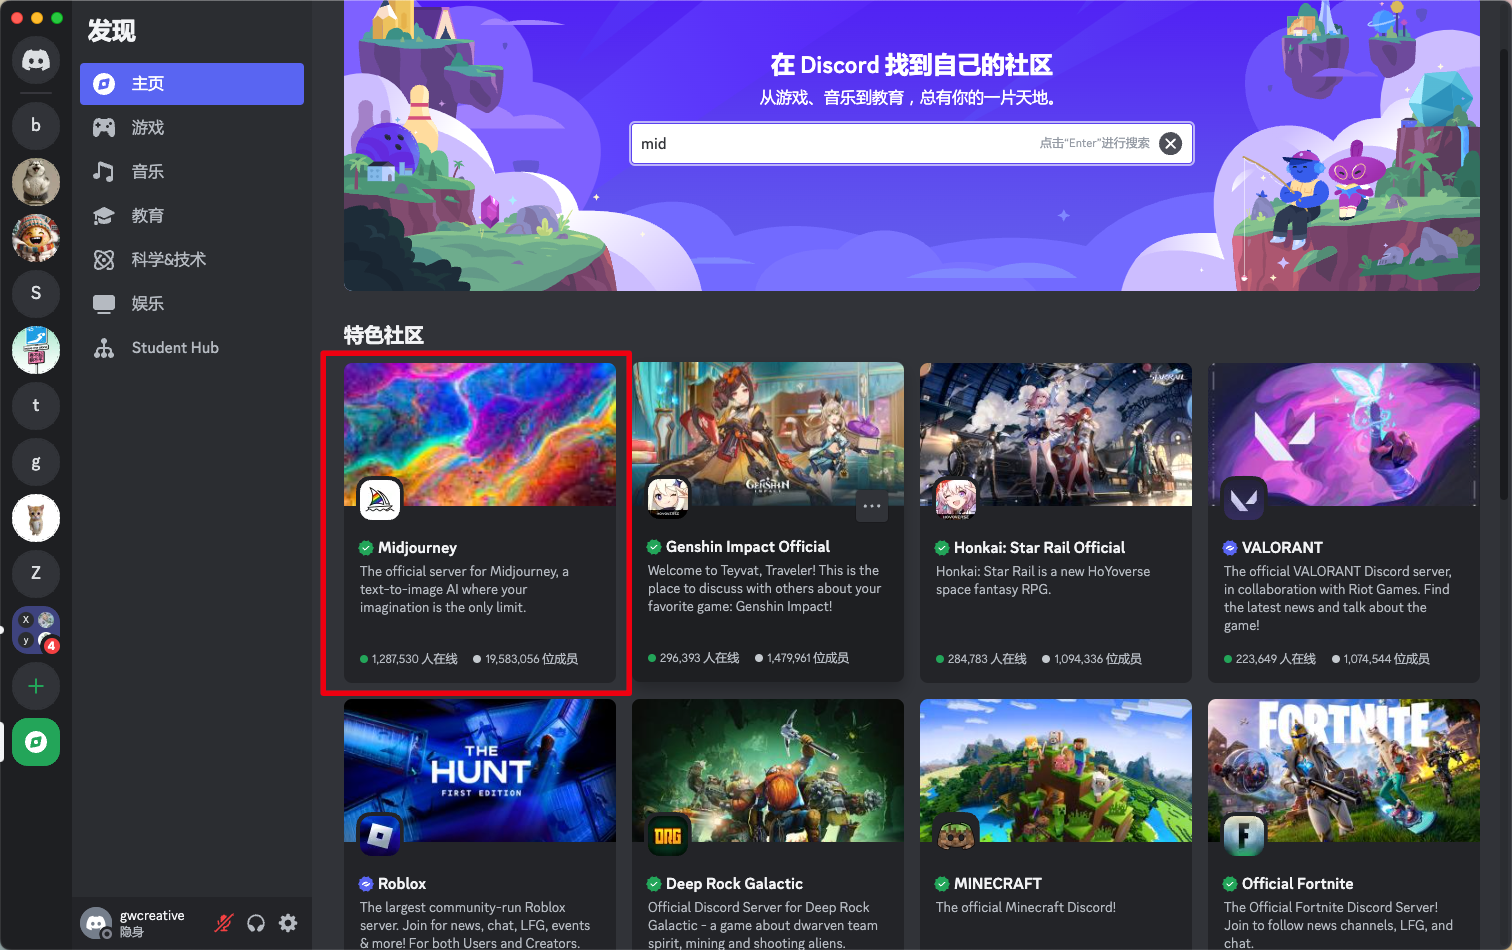 发现
主页
游戏
音乐
教育
科学&技术
娱乐
Student Hub
b
S
t
g
Z
X
y
4
gwcreative
隐身
在 Discord 找到自己的社区
从游戏、音乐到教育，总有你的一片天地。
mid
点击"Enter"进行搜索
特色社区
Midjourney
The official server for Midjourney, a
text-to-image AI where your
imagination is the only limit.
1,287,530 人在线 19,583,056 位成员
GENSHIN
IMPACT
HOYOVERSE
Genshin Impact Official
Welcome to Teyvat, Traveler! This is the
place to discuss with others about your
favorite game: Genshin Impact!
296,393 人在线 1,479,961 位成员
HOYOVERSE
Honkai: Star Rail Official
Honkai: Star Rail is a new HoYoverse
space fantasy RPG.
284,783 人在线 1,094,336 位成员
VALORANT
The official VALORANT Discord server,
in collaboration with Riot Games. Find
the latest news and talk about the
game!
223,649 人在线 1,074,544 位成员
THE
HUNT
FIRST EDITION
Roblox
The largest community-run Roblox
server. Join for news, chat, LFG, events
& more! For both Users and Creators.
DRG
Deep Rock Galactic
Official Discord Server for Deep Rock
Galactic - a game about dwarven team
spirit, mining and shooting aliens.
MINECRAFT
The official Minecraft Discord!
FORTNITE
F
Official Fortnite
The Official Fortnite Discord Server!
Join to follow news channels, LFG, and
chat.